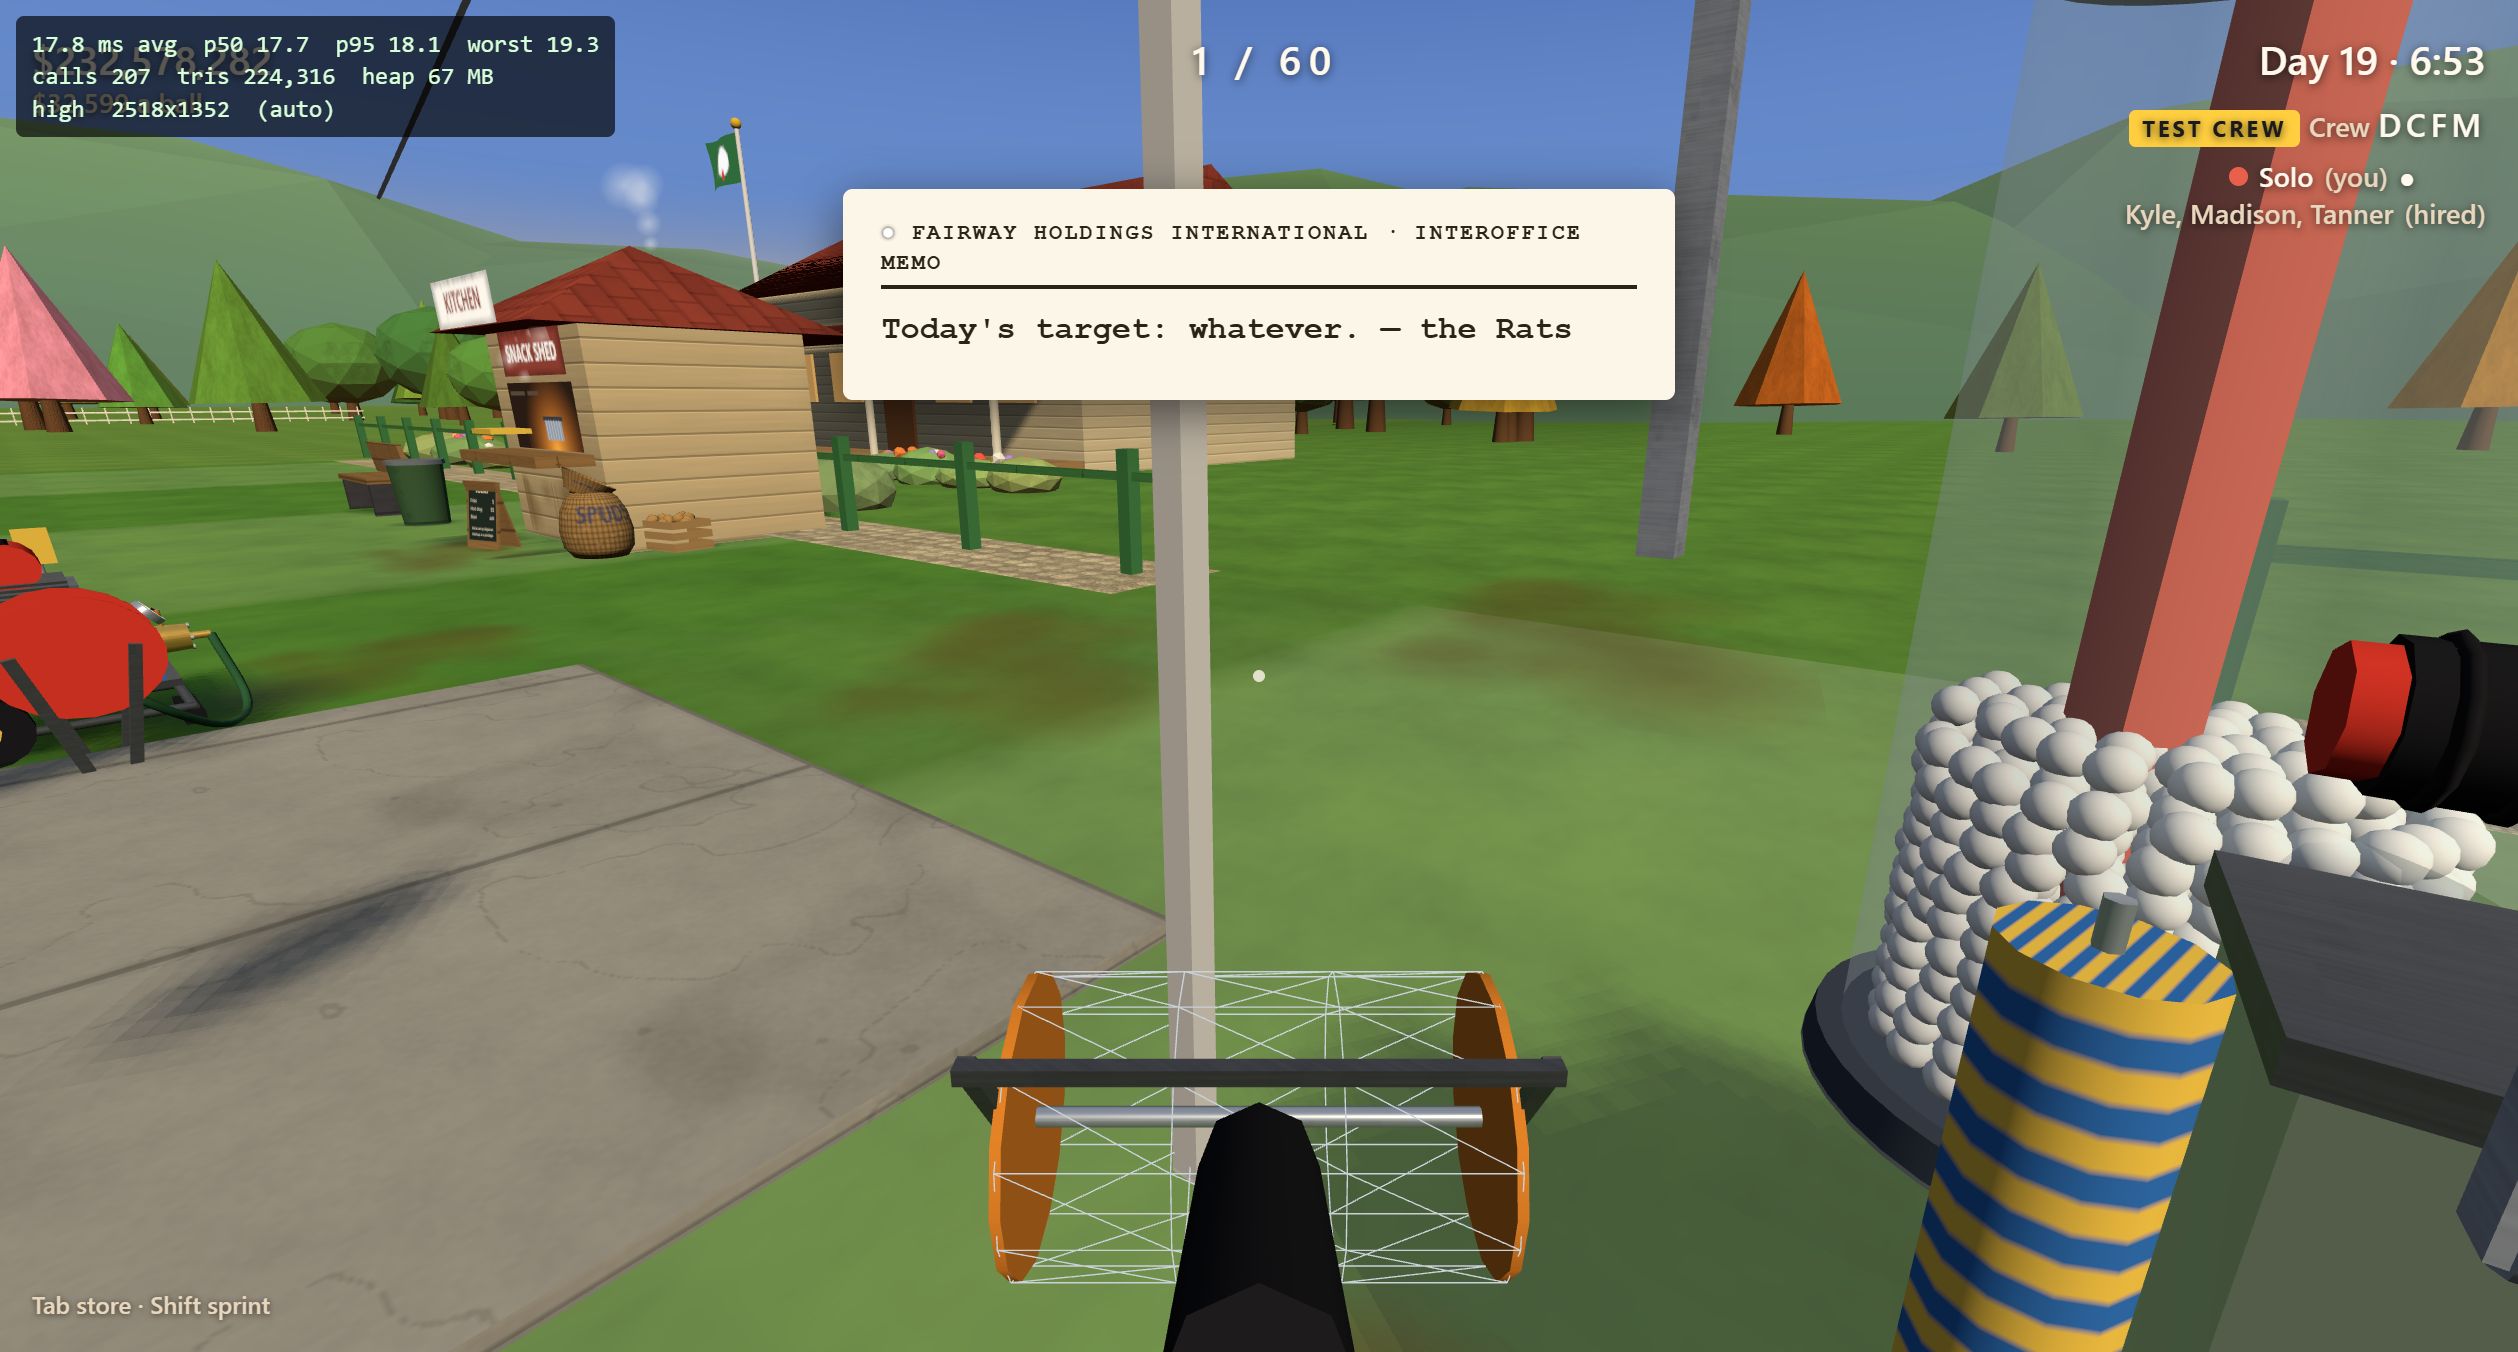 17.8 ms avg p50 17.7 p95 18.1 worst 19.3
calls 207 tris 224,316 heap 67 MB
high 2518x1352 (auto)
$232,578,282
1 / 60
Day 19 · 6:53
TEST CREW Crew DCFM
Solo (you)
Kyle, Madison, Tanner (hired)
FAIRWAY HOLDINGS INTERNATIONAL · INTEROFFICE
MEMO
Today's target: whatever. — the Rats
KITCHEN
SNACK SHED
SPUD
Tab store · Shift sprint